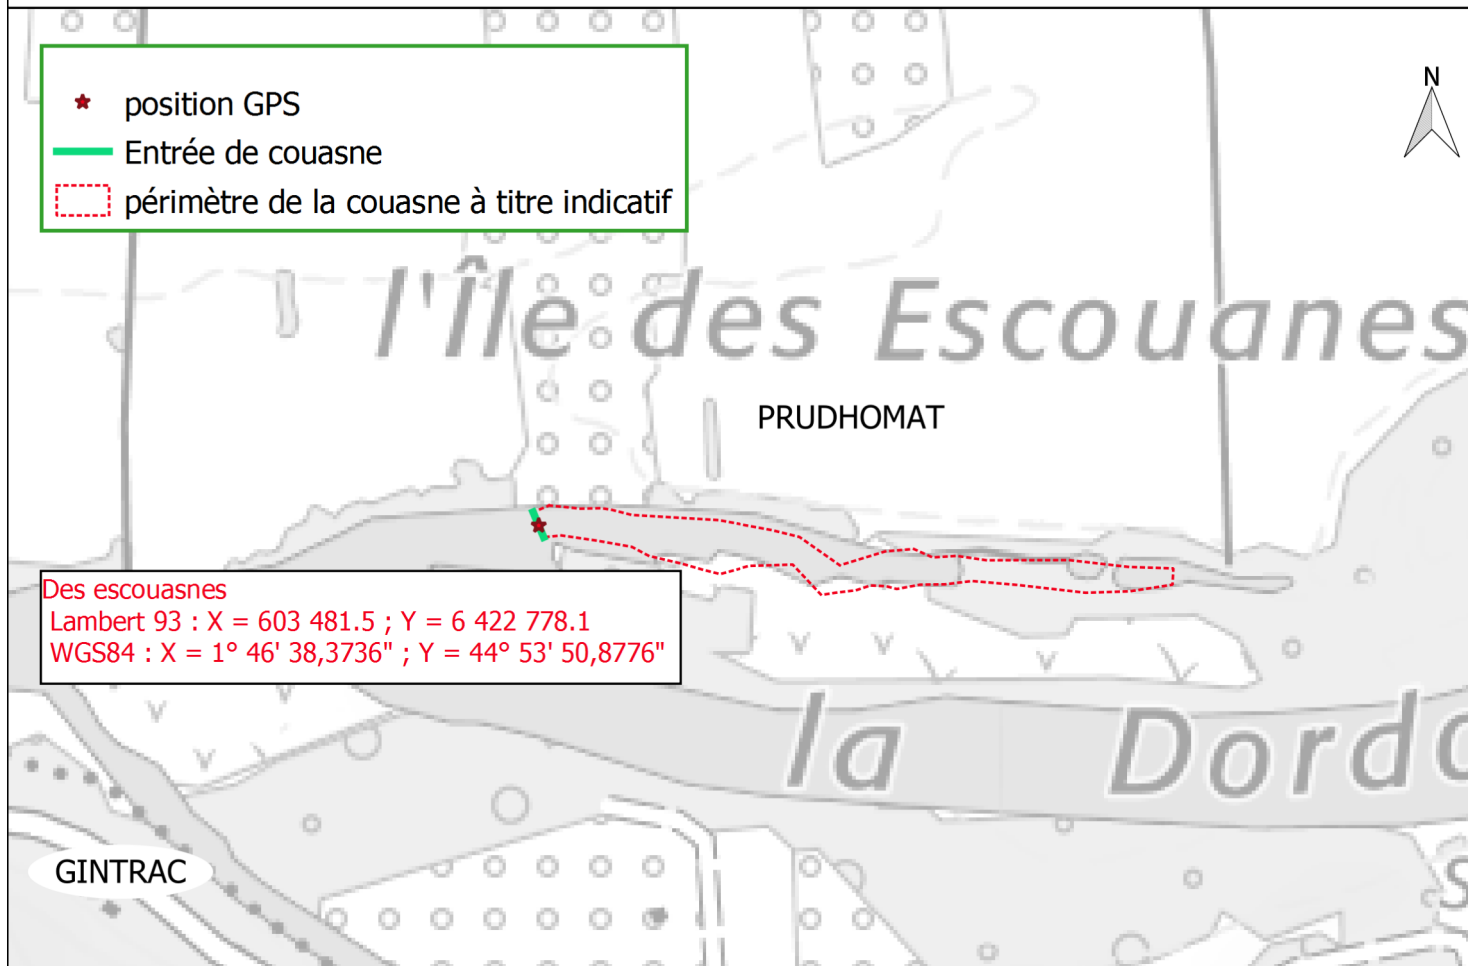 N
position GPS
Entrée de couasne
périmètre de la couasne à titre indicatif
l'Île des Escouanes
PRUDHOMAT
Des escouasnes
Lambert 93 : X = 603 481.5 ; Y = 6 422 778.1
WGS84 : X = 1° 46' 38,3736" ; Y = 44° 53' 50,8776"
la Dord
GINTRAC